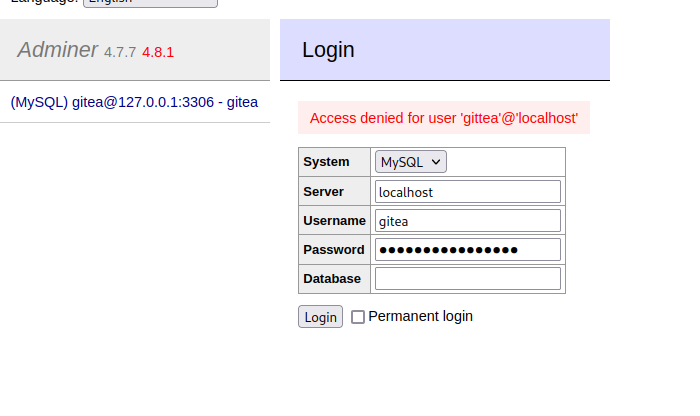 Language: English
Adminer 4.7.7 4.8.1
Login
(MySQL) gitea@127.0.0.1:3306 - gitea
Access denied for user 'gittea'@'localhost'
System MySQL
Server localhost
Username gitea
Password ●●●●●●●●●●●●●●●●
Database
Login Permanent login